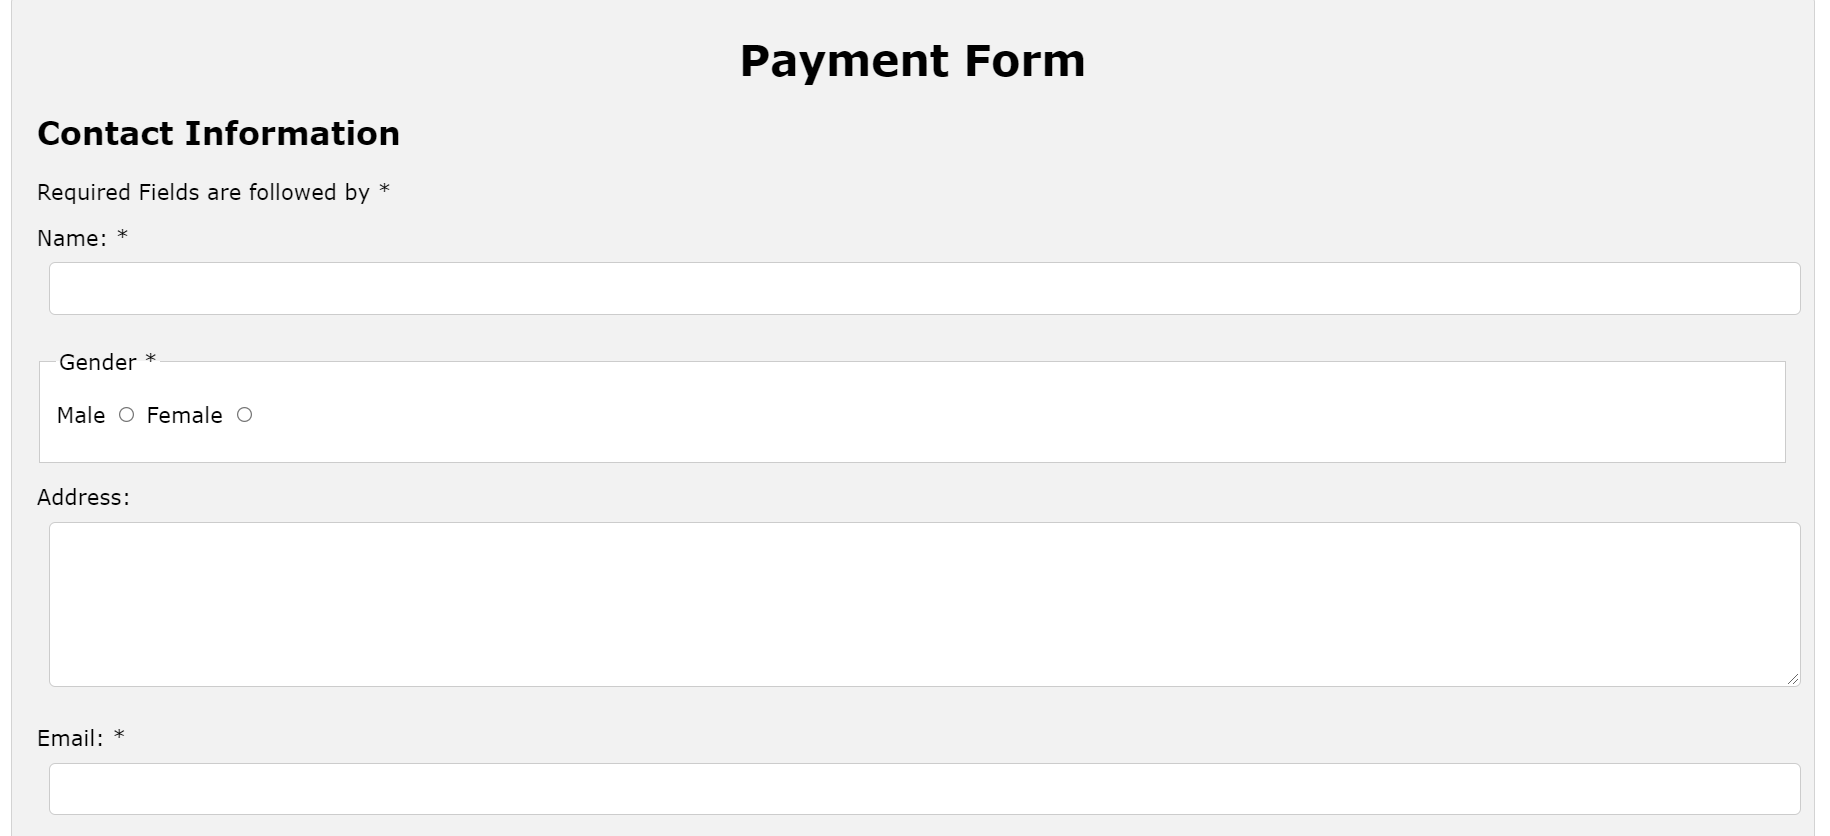 Payment Form
Contact Information
Required Fields are followed by *
Name: *
Gender *
Male Female
Address:
Email: *